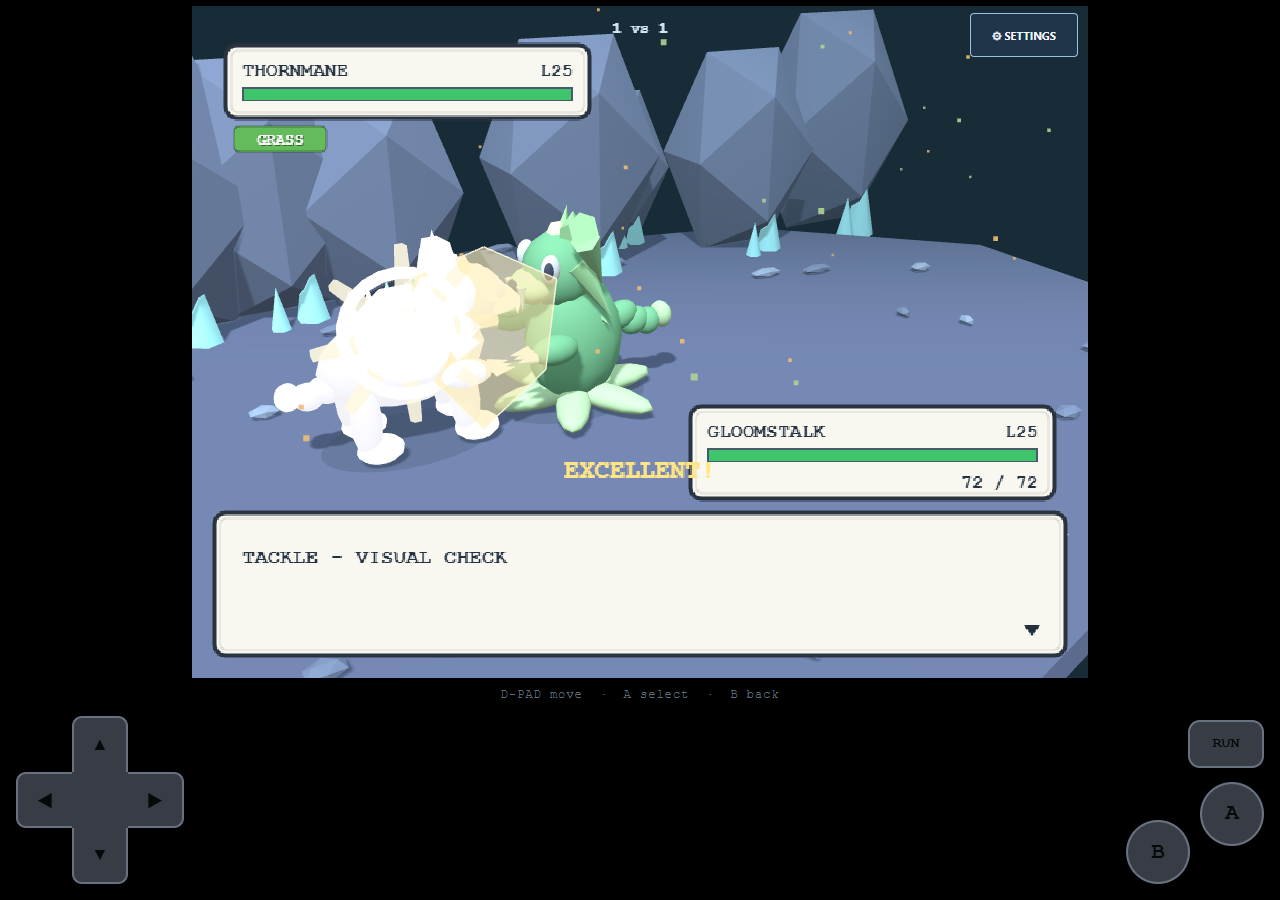 1 vs 1
⚙ SETTINGS
THORNMANE L25
GRASS
GLOOMSTALK L25
EXCELLENT!
72 / 72
TACKLE - VISUAL CHECK
D-PAD move · A select · B back
RUN
A
B